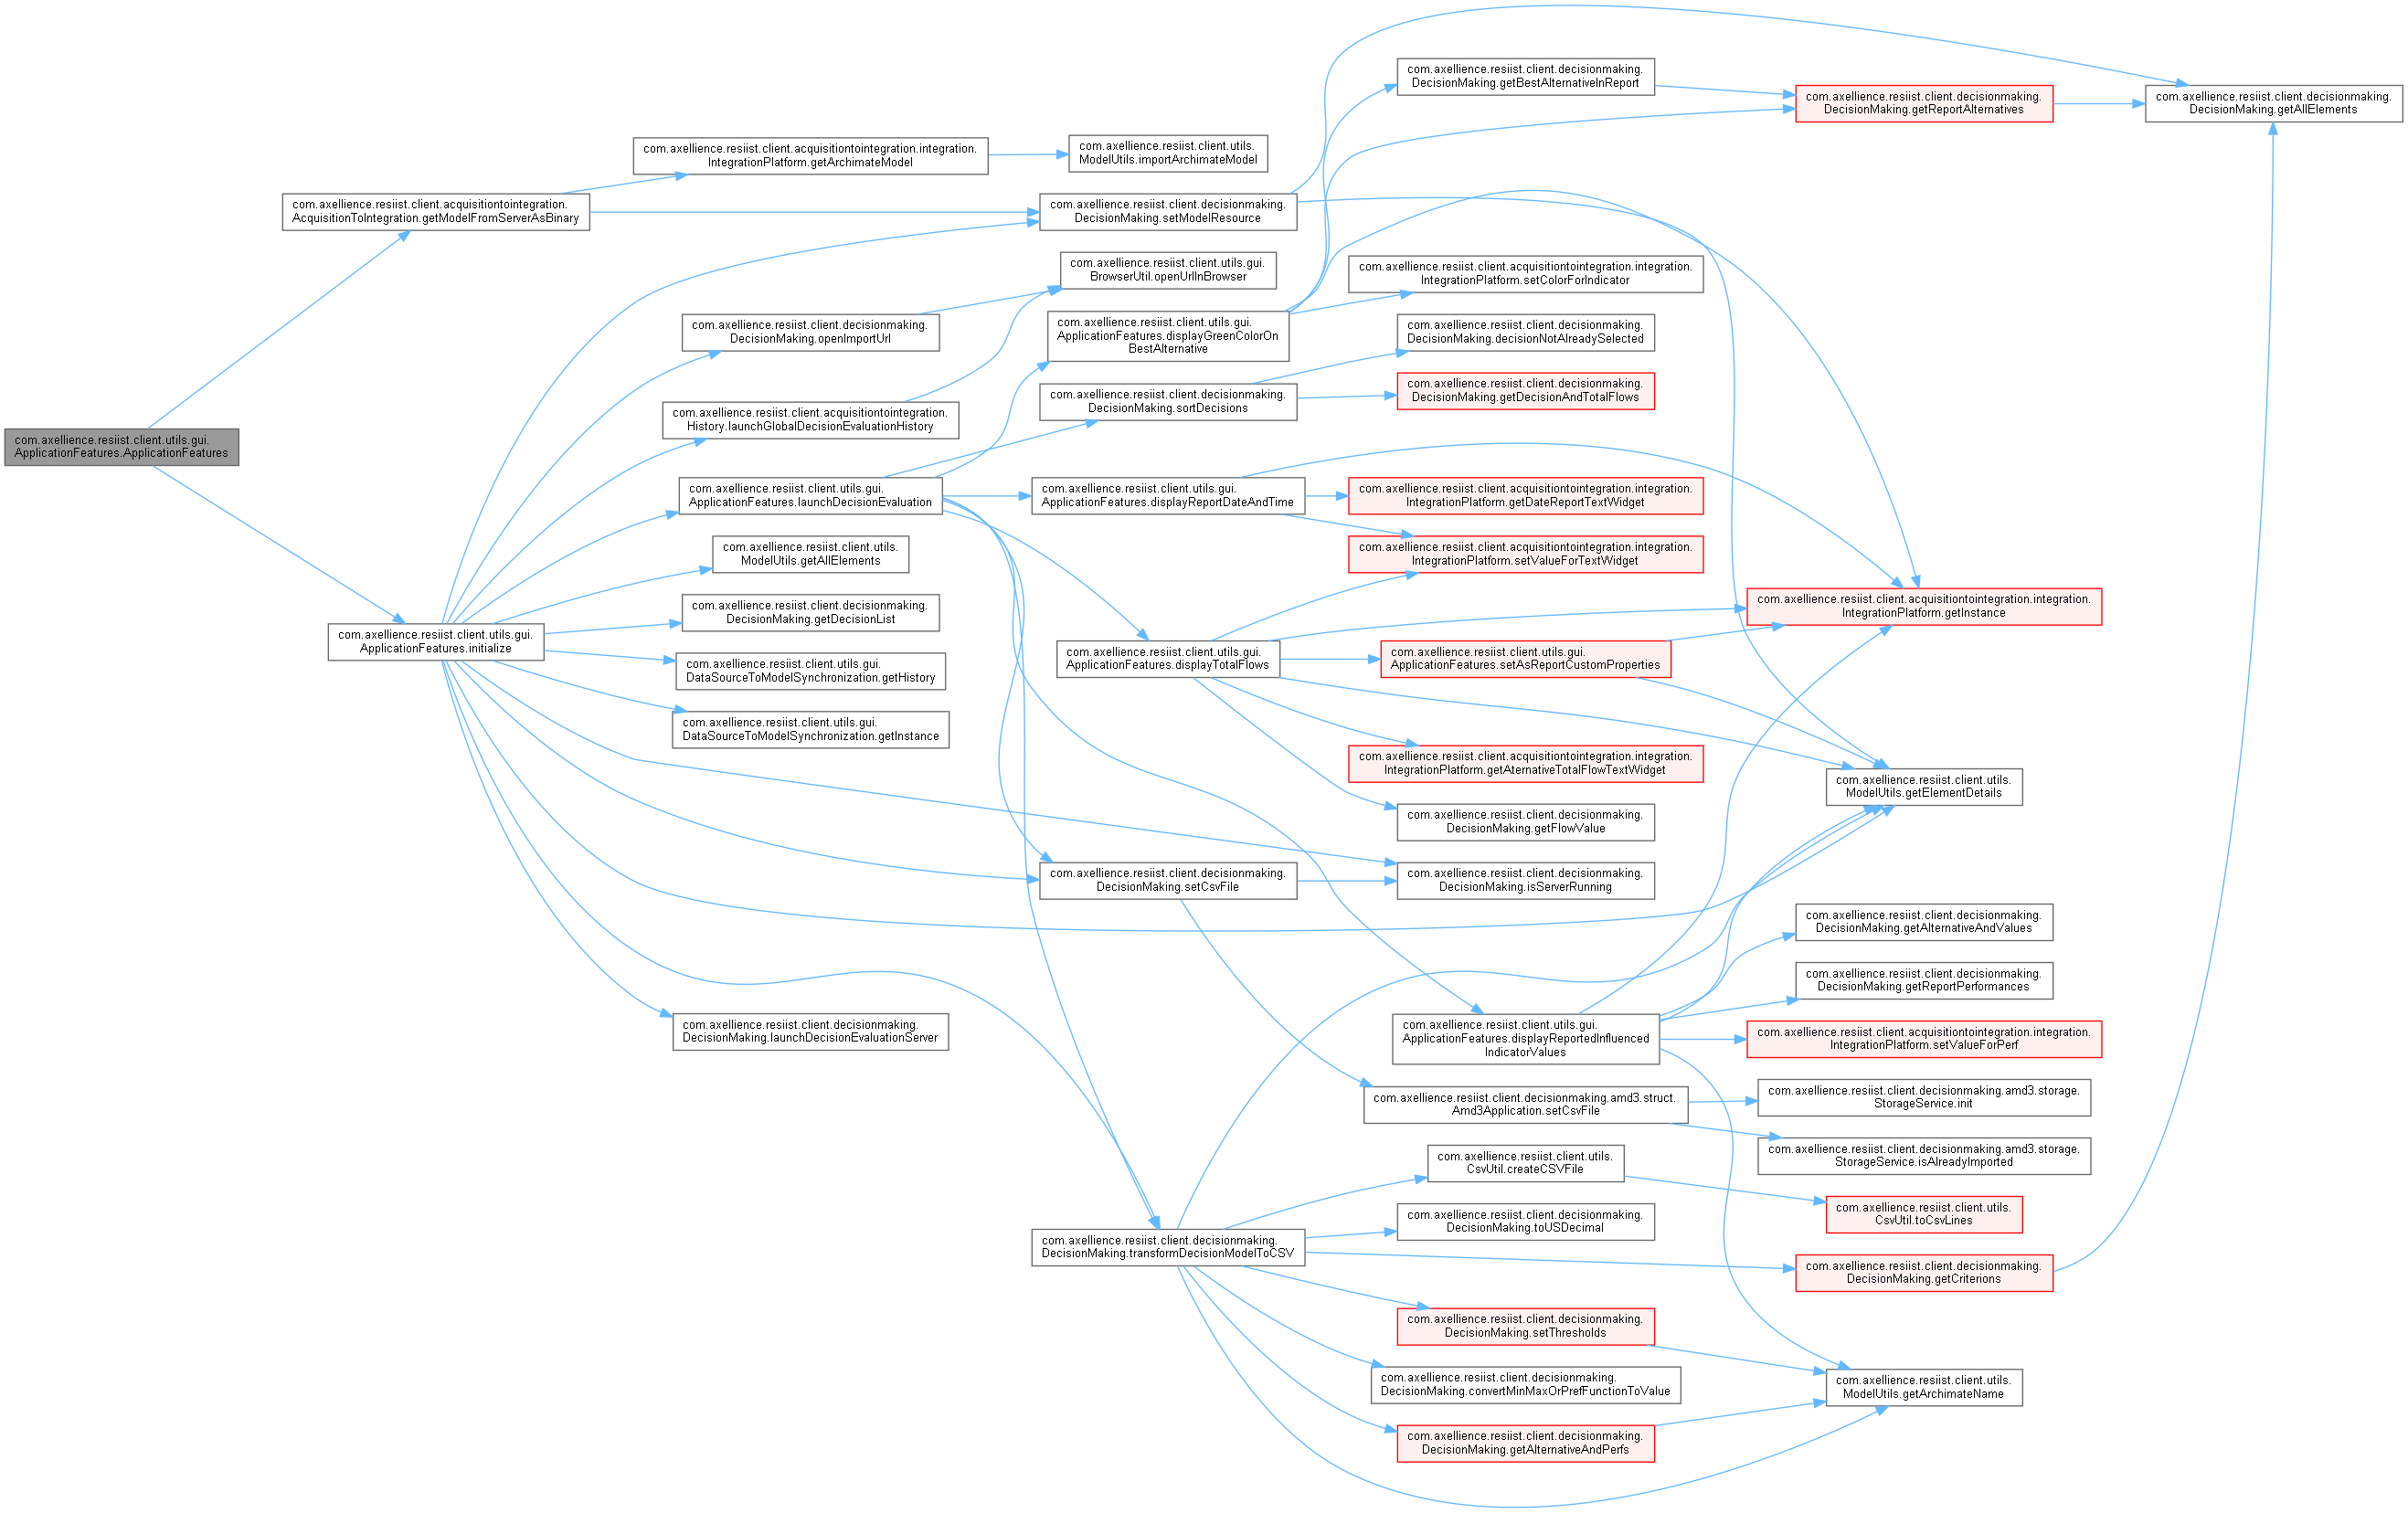 com.axellience.resiist.client.utils.gui.
ApplicationFeatures.ApplicationFeatures
com.axellience.resiist.client.acquisitiontointegration.
AcquisitionToIntegration.getModelFromServerAsBinary
com.axellience.resiist.client.utils.gui.
ApplicationFeatures.initialize
com.axellience.resiist.client.acquisitiontointegration.integration.
IntegrationPlatform.getArchimateModel
com.axellience.resiist.client.decisionmaking.
DecisionMaking.openImportUrl
com.axellience.resiist.client.acquisitiontointegration.
History.launchGlobalDecisionEvaluationHistory
com.axellience.resiist.client.utils.gui.
ApplicationFeatures.launchDecisionEvaluation
com.axellience.resiist.client.utils.
ModelUtils.getAllElements
com.axellience.resiist.client.decisionmaking.
DecisionMaking.getDecisionList
com.axellience.resiist.client.utils.gui.
DataSourceToModelSynchronization.getHistory
com.axellience.resiist.client.utils.gui.
DataSourceToModelSynchronization.getInstance
com.axellience.resiist.client.decisionmaking.
DecisionMaking.launchDecisionEvaluationServer
com.axellience.resiist.client.utils.
ModelUtils.importArchimateModel
com.axellience.resiist.client.decisionmaking.
DecisionMaking.setModelResource
com.axellience.resiist.client.utils.gui.
BrowserUtil.openUrlInBrowser
com.axellience.resiist.client.utils.gui.
ApplicationFeatures.displayGreenColorOn
BestAlternative
com.axellience.resiist.client.decisionmaking.
DecisionMaking.sortDecisions
com.axellience.resiist.client.utils.gui.
ApplicationFeatures.displayReportDateAndTime
com.axellience.resiist.client.utils.gui.
ApplicationFeatures.displayTotalFlows
com.axellience.resiist.client.decisionmaking.
DecisionMaking.setCsvFile
com.axellience.resiist.client.decisionmaking.
DecisionMaking.transformDecisionModelToCSV
com.axellience.resiist.client.decisionmaking.
DecisionMaking.getBestAlternativeInReport
com.axellience.resiist.client.acquisitiontointegration.integration.
IntegrationPlatform.setColorForIndicator
com.axellience.resiist.client.decisionmaking.
DecisionMaking.decisionNotAlreadySelected
com.axellience.resiist.client.decisionmaking.
DecisionMaking.getDecisionAndTotalFlows
com.axellience.resiist.client.acquisitiontointegration.integration.
IntegrationPlatform.getDateReportTextWidget
com.axellience.resiist.client.acquisitiontointegration.integration.
IntegrationPlatform.setValueForTextWidget
com.axellience.resiist.client.utils.gui.
ApplicationFeatures.setAsReportCustomProperties
com.axellience.resiist.client.acquisitiontointegration.integration.
IntegrationPlatform.getAternativeTotalFlowTextWidget
com.axellience.resiist.client.decisionmaking.
DecisionMaking.getFlowValue
com.axellience.resiist.client.decisionmaking.
DecisionMaking.isServerRunning
com.axellience.resiist.client.utils.gui.
ApplicationFeatures.displayReportedInfluenced
IndicatorValues
com.axellience.resiist.client.decisionmaking.amd3.struct.
Amd3Application.setCsvFile
com.axellience.resiist.client.utils.
CsvUtil.createCSVFile
com.axellience.resiist.client.decisionmaking.
DecisionMaking.toUSDecimal
com.axellience.resiist.client.decisionmaking.
DecisionMaking.setThresholds
com.axellience.resiist.client.decisionmaking.
DecisionMaking.convertMinMaxOrPrefFunctionToValue
com.axellience.resiist.client.decisionmaking.
DecisionMaking.getAlternativeAndPerfs
com.axellience.resiist.client.decisionmaking.
DecisionMaking.getReportAlternatives
com.axellience.resiist.client.acquisitiontointegration.integration.
IntegrationPlatform.getInstance
com.axellience.resiist.client.utils.
ModelUtils.getElementDetails
com.axellience.resiist.client.decisionmaking.
DecisionMaking.getAlternativeAndValues
com.axellience.resiist.client.decisionmaking.
DecisionMaking.getReportPerformances
com.axellience.resiist.client.acquisitiontointegration.integration.
IntegrationPlatform.setValueForPerf
com.axellience.resiist.client.decisionmaking.amd3.storage.
StorageService.init
com.axellience.resiist.client.decisionmaking.amd3.storage.
StorageService.isAlreadyImported
com.axellience.resiist.client.utils.
CsvUtil.toCsvLines
com.axellience.resiist.client.decisionmaking.
DecisionMaking.getCriterions
com.axellience.resiist.client.utils.
ModelUtils.getArchimateName
com.axellience.resiist.client.decisionmaking.
DecisionMaking.getAllElements